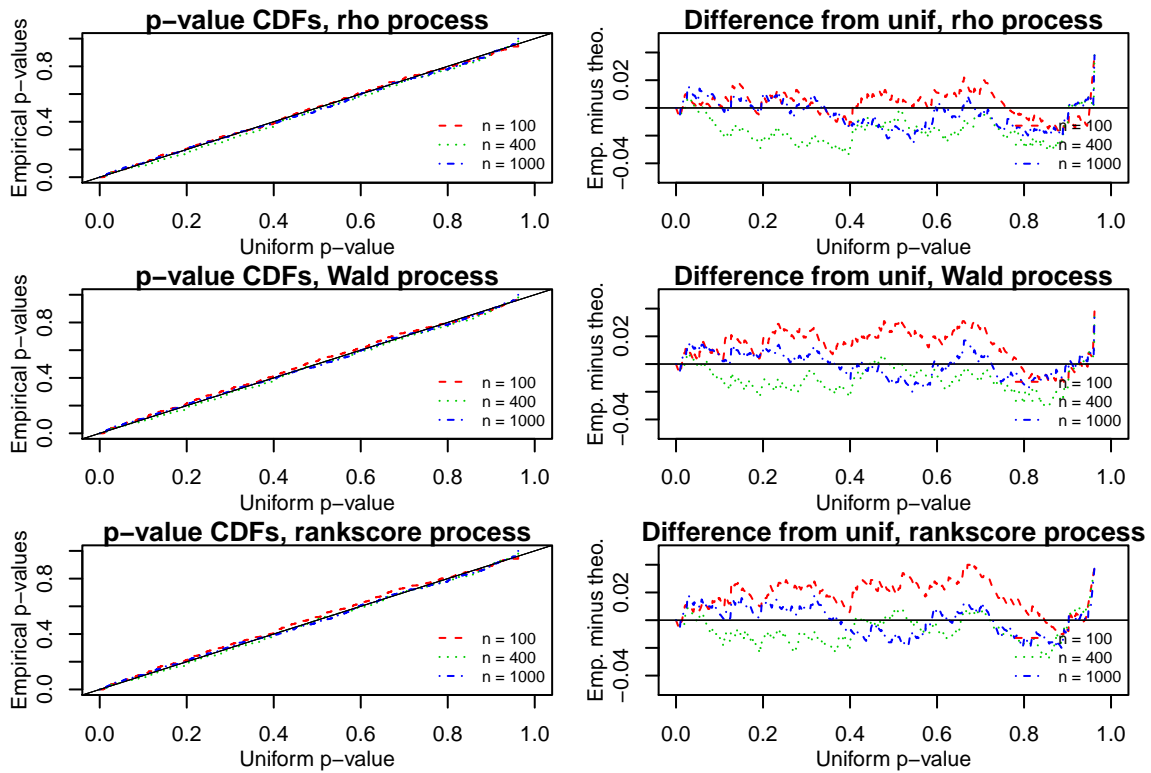 p−value CDFs, rho process
Empirical p−values
0.0 0.4 0.8
n = 100
n = 400
n = 1000
0.0 0.2 0.4 0.6 0.8 1.0
Uniform p−value
Difference from unif, rho process
Emp. minus theo.
−0.04 0.02
n = 100
n = 400
n = 1000
0.0 0.2 0.4 0.6 0.8 1.0
Uniform p−value
p−value CDFs, Wald process
Empirical p−values
0.0 0.4 0.8
n = 100
n = 400
n = 1000
0.0 0.2 0.4 0.6 0.8 1.0
Uniform p−value
Difference from unif, Wald process
Emp. minus theo.
−0.04 0.02
n = 100
n = 400
n = 1000
0.0 0.2 0.4 0.6 0.8 1.0
Uniform p−value
p−value CDFs, rankscore process
Empirical p−values
0.0 0.4 0.8
n = 100
n = 400
n = 1000
0.0 0.2 0.4 0.6 0.8 1.0
Uniform p−value
Difference from unif, rankscore process
Emp. minus theo.
−0.04 0.02
n = 100
n = 400
n = 1000
0.0 0.2 0.4 0.6 0.8 1.0
Uniform p−value